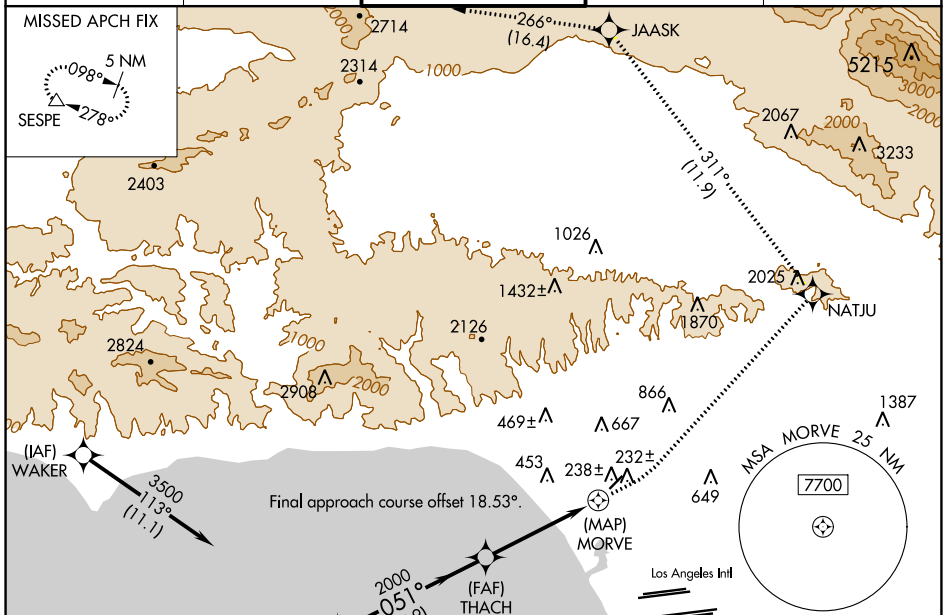 MISSED APCH FIX
5 NM
098°
278°
SESPE
2714
2314
1000
266°
(16.4)
JAASK
5215
3000
2000
2067
2000
3233
2403
311°
(11.9)
1026
1432±
2025
NATJU
1870
2126
1000
2824
2908
2000
866
469±
667
1387
453
238±
232±
649
(IAF)
WAKER
3500
113°
(11.1)
Final approach course offset 18.53°.
(MAP)
MORVE
MSA MORVE 25 NM
7700
2000
051°
(FAF)
THACH
Los Angeles Intl